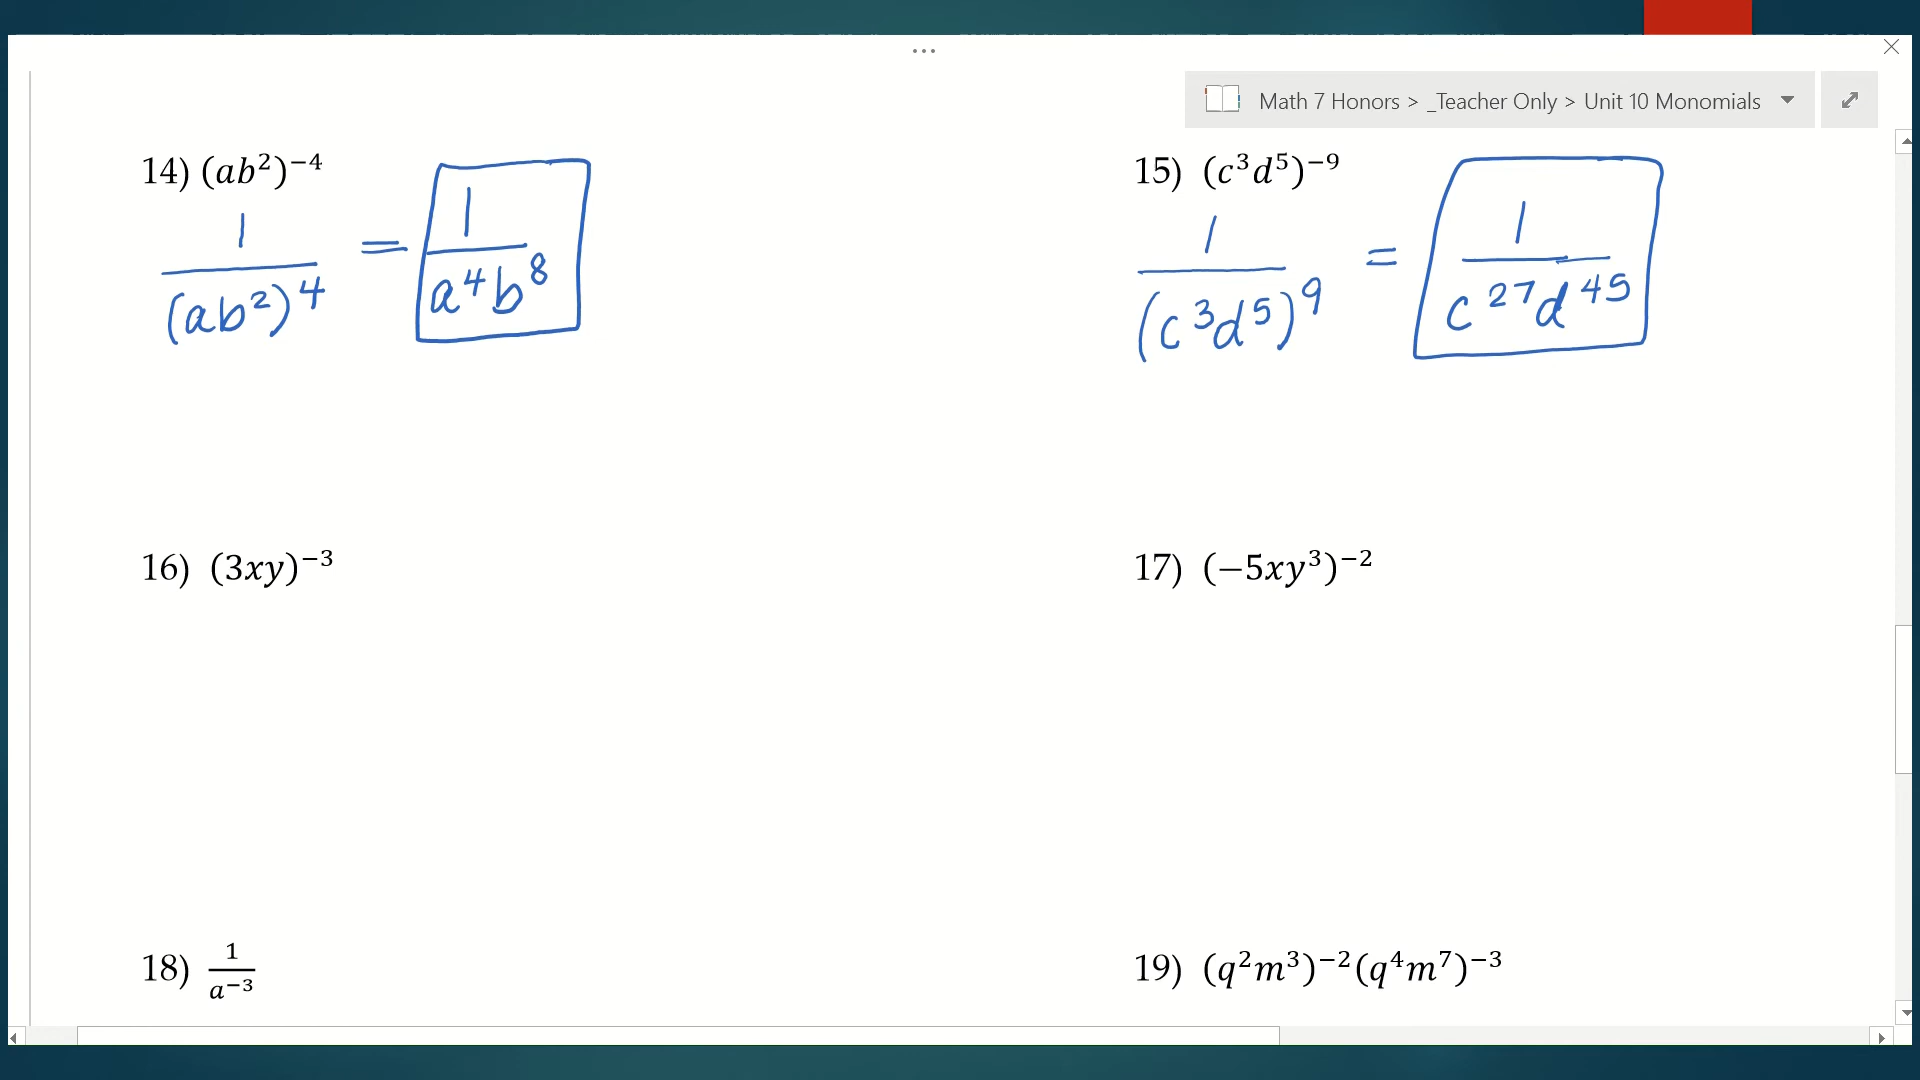 Math 7 Honors > _Teacher Only > Unit 10 Monomials
14) (ab²)⁻⁴
1/(ab²)⁴ = 1/a⁴b⁸
15) (c³d⁵)⁻⁹
1/(c³d⁵)⁹ = 1/c²⁷d⁴⁵
16) (3xy)⁻³
17) (−5xy³)⁻²
18) 1/a⁻³
19) (q²m³)⁻²(q⁴m⁷)⁻³